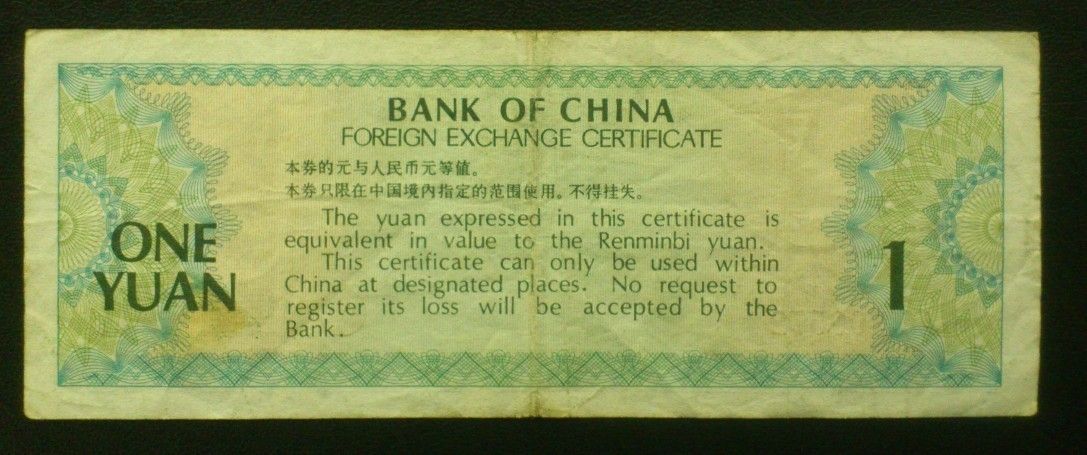 BANK OF CHINA
FOREIGN EXCHANGE CERTIFICATE
本券的元与人民币元等值。
本券只限在中国境内指定的范围使用。不得挂失。
The yuan expressed in this certificate is
equivalent in value to the Renminbi yuan.
This certificate can only be used within
China at designated places. No request to
register its loss will be accepted by the
Bank.
ONE
YUAN
1